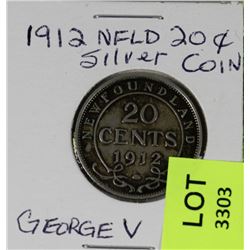 1912 NFLD 20¢
Silver COIN
NEWFOUNDLAND
20
CENTS
1912
GEORGE V
LOT
3303